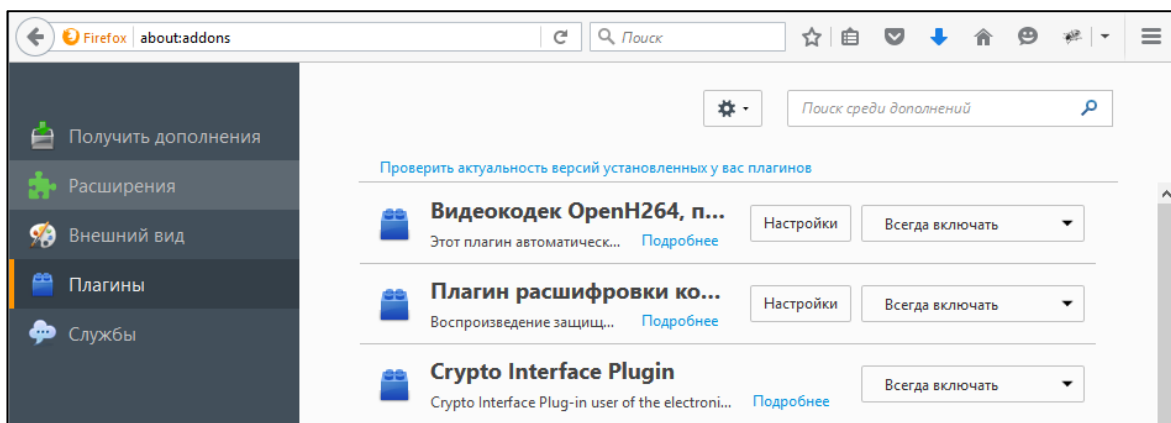 Firefox about:addons Поиск
Поиск среди дополнений
Получить дополнения
Расширения
Внешний вид
Плагины
Службы
Проверить актуальность версий установленных у вас плагинов
Видеокодек OpenH264, п... Настройки Всегда включать
Этот плагин автоматическ... Подробнее
Плагин расшифровки ко... Настройки Всегда включать
Воспроизведение защищ... Подробнее
Crypto Interface Plugin Всегда включать
Crypto Interface Plug-in user of the electroni... Подробнее